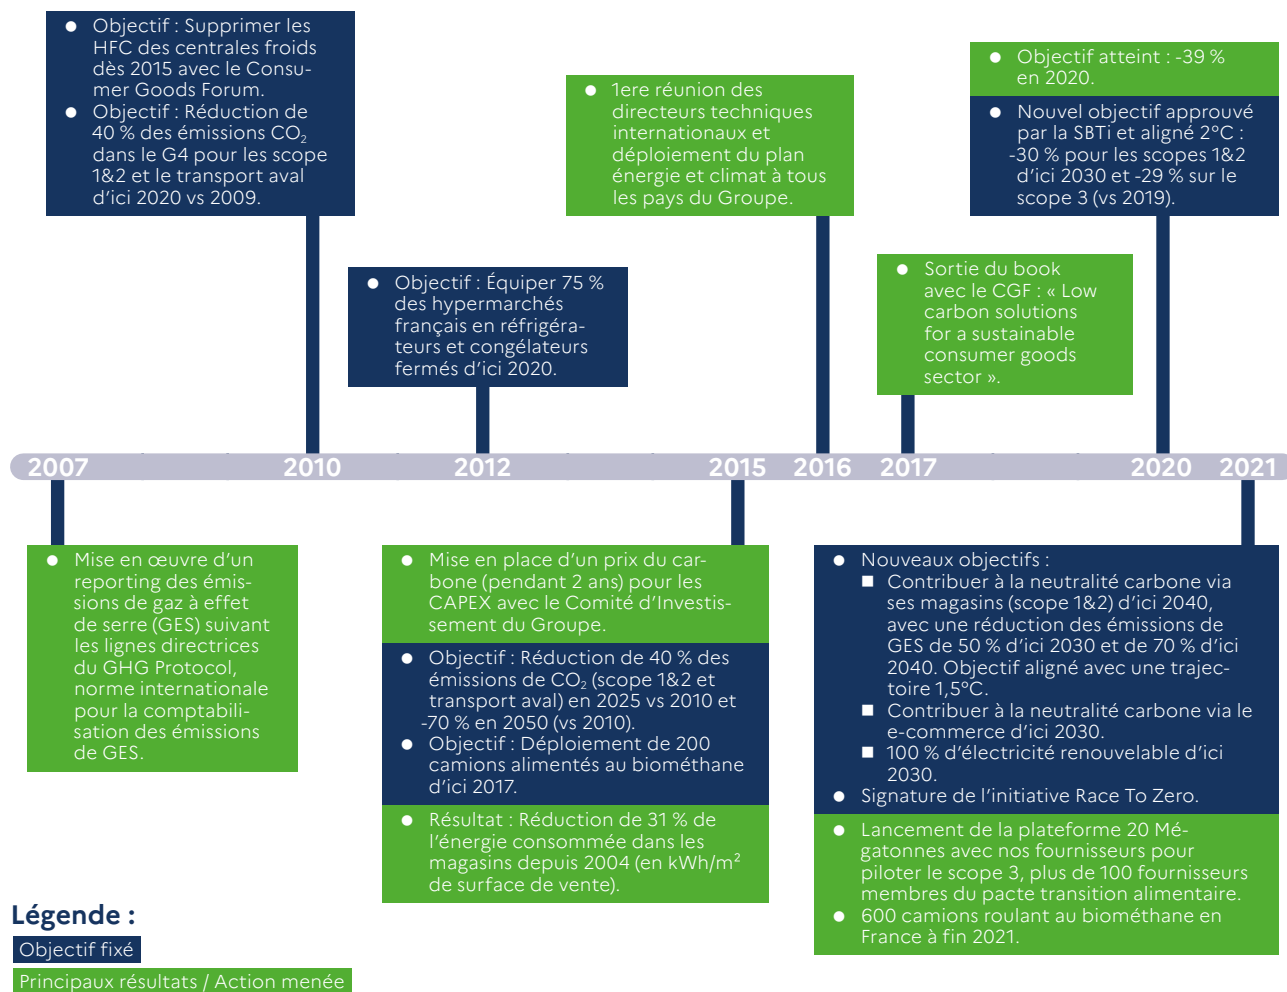 Objectif : Supprimer les
HFC des centrales froids
dès 2015 avec le Consu-
mer Goods Forum.
Objectif : Réduction de
40 % des émissions CO₂
dans le G4 pour les scope
1&2 et le transport aval
d'ici 2020 vs 2009.
Objectif : Équiper 75 %
des hypermarchés
français en réfrigéra-
teurs et congélateurs
fermés d'ici 2020.
1ere réunion des
directeurs techniques
internationaux et
déploiement du plan
énergie et climat à tous
les pays du Groupe.
Sortie du book
avec le CGF : « Low
carbon solutions
for a sustainable
consumer goods
sector ».
Objectif atteint : -39 %
en 2020.
Nouvel objectif approuvé
par la SBTi et aligné 2°C :
-30 % pour les scopes 1&2
d'ici 2030 et -29 % sur le
scope 3 (vs 2019).
2007 2010 2012 2015 2016 2017 2020 2021
Mise en œuvre d'un
reporting des émis-
sions de gaz à effet
de serre (GES) suivant
les lignes directrices
du GHG Protocol,
norme internationale
pour la comptabili-
sation des émissions
de GES.
Mise en place d'un prix du car-
bone (pendant 2 ans) pour les
CAPEX avec le Comité d'Investis-
sement du Groupe.
Objectif : Réduction de 40 % des
émissions de CO₂ (scope 1&2 et
transport aval) en 2025 vs 2010 et
-70 % en 2050 (vs 2010).
Objectif : Déploiement de 200
camions alimentés au biométhane
d'ici 2017.
Résultat : Réduction de 31 % de
l'énergie consommée dans les
magasins depuis 2004 (en kWh/m²
de surface de vente).
Nouveaux objectifs :
Contribuer à la neutralité carbone via
ses magasins (scope 1&2) d'ici 2040,
avec une réduction des émissions de
GES de 50 % d'ici 2030 et de 70 % d'ici
2040. Objectif aligné avec une trajec-
toire 1,5°C.
Contribuer à la neutralité carbone via le
e-commerce d'ici 2030.
100 % d'électricité renouvelable d'ici
2030.
Signature de l'initiative Race To Zero.
Lancement de la plateforme 20 Mé-
gatonnes avec nos fournisseurs pour
piloter le scope 3, plus de 100 fournisseurs
membres du pacte transition alimentaire.
600 camions roulant au biométhane en
France à fin 2021.
Légende :
Objectif fixé
Principaux résultats / Action menée